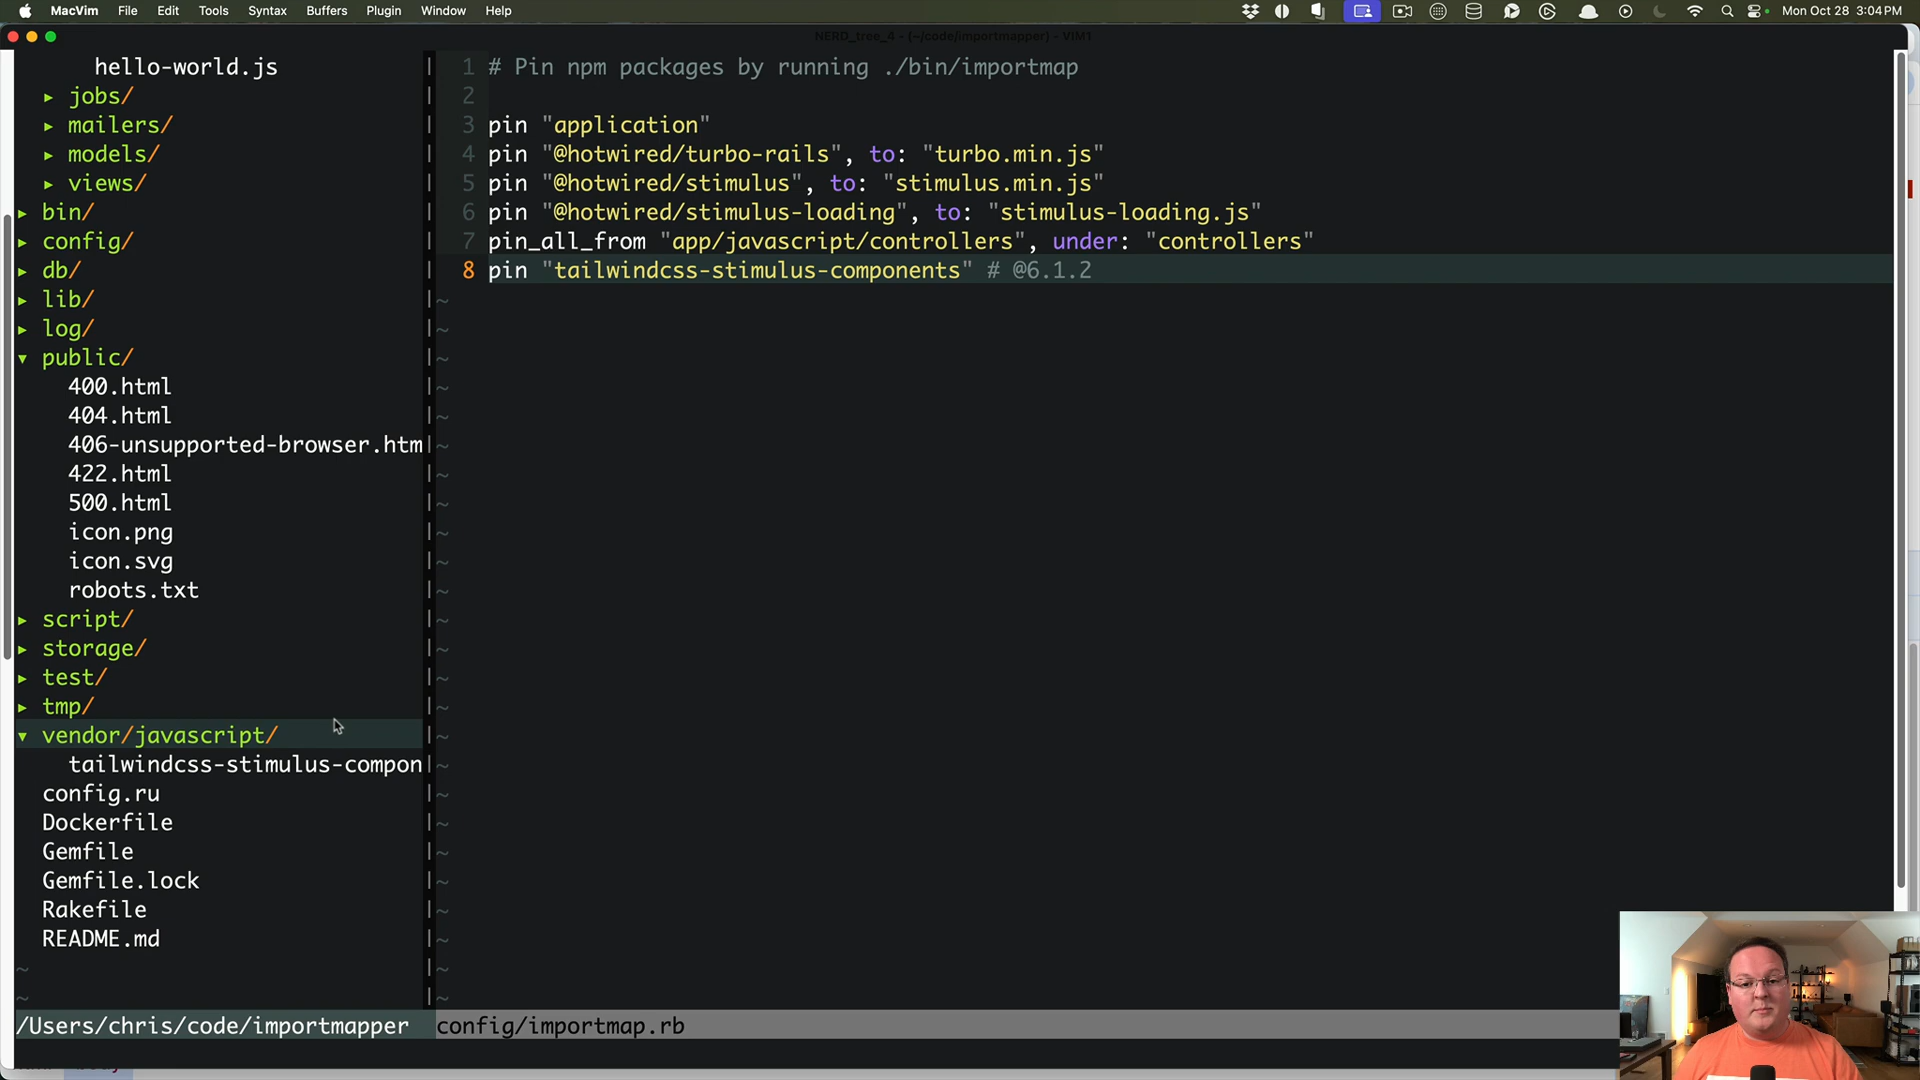 MacVim File Edit Tools Syntax Buffers Plugin Window Help
Mon Oct 28 3:04 PM
NERD_tree_4 - (~/code/importmapper) - VIM1
hello-world.js
▸ jobs/
▸ mailers/
▸ models/
▸ views/
▸ bin/
▸ config/
▸ db/
▸ lib/
▸ log/
▾ public/
400.html
404.html
406-unsupported-browser.htm
422.html
500.html
icon.png
icon.svg
robots.txt
▸ script/
▸ storage/
▸ test/
▸ tmp/
▾ vendor/javascript/
tailwindcss-stimulus-compon
config.ru
Dockerfile
Gemfile
Gemfile.lock
Rakefile
README.md
/Users/chris/code/importmapper
1 # Pin npm packages by running ./bin/importmap
2
3 pin "application"
4 pin "@hotwired/turbo-rails", to: "turbo.min.js"
5 pin "@hotwired/stimulus", to: "stimulus.min.js"
6 pin "@hotwired/stimulus-loading", to: "stimulus-loading.js"
7 pin_all_from "app/javascript/controllers", under: "controllers"
8 pin "tailwindcss-stimulus-components" # @6.1.2
config/importmap.rb